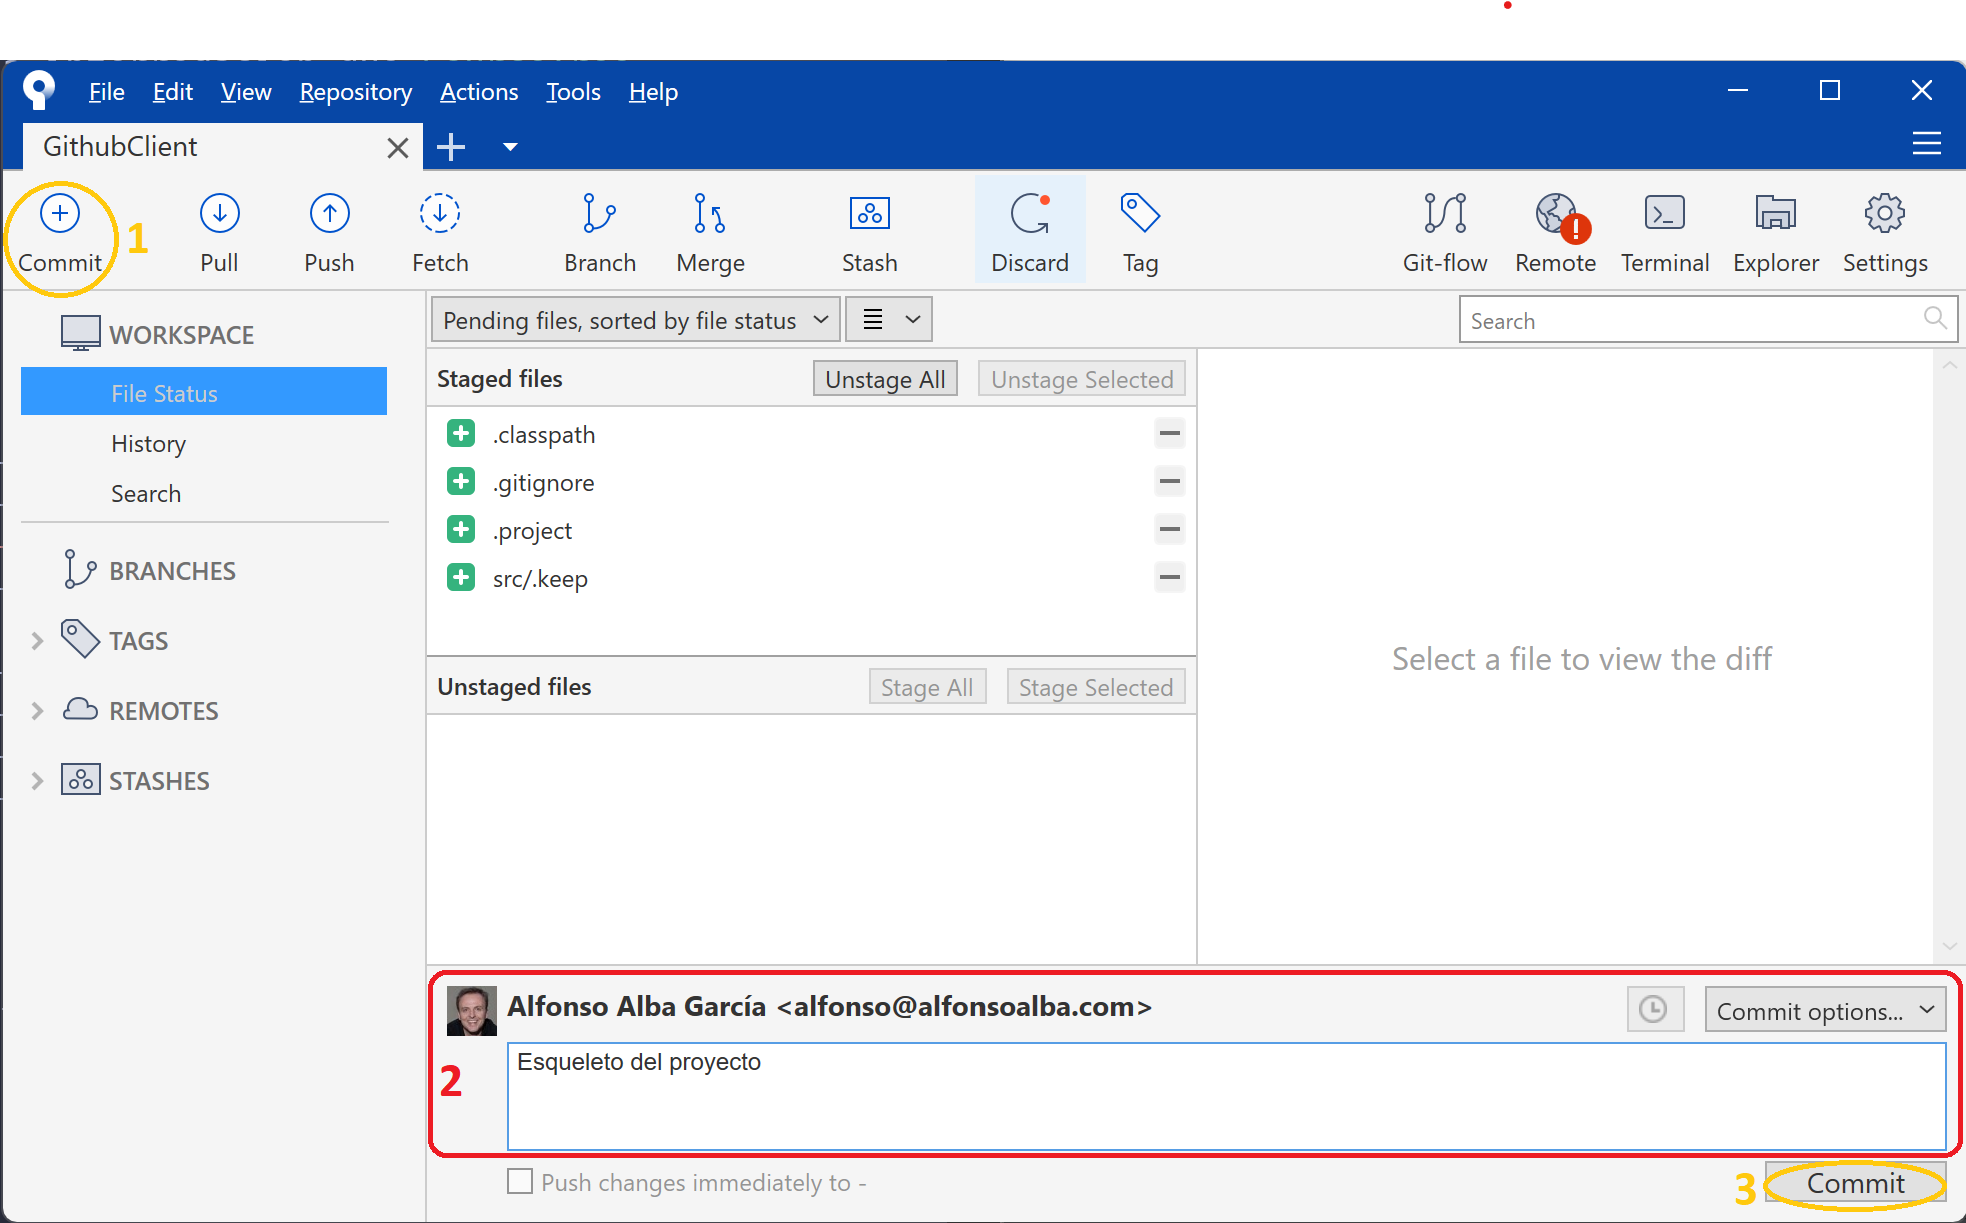 File Edit View Repository Actions Tools Help
GithubClient
Commit 1 Pull Push Fetch Branch Merge Stash Discard Tag Git-flow Remote Terminal Explorer Settings
WORKSPACE
File Status
History
Search
BRANCHES
TAGS
REMOTES
STASHES
Pending files, sorted by file status
Search
Staged files Unstage All Unstage Selected
.classpath
.gitignore
.project
src/.keep
Unstaged files Stage All Stage Selected
Select a file to view the diff
Alfonso Alba García <alfonso@alfonsoalba.com> Commit options...
2 Esqueleto del proyecto
Push changes immediately to -
3 Commit